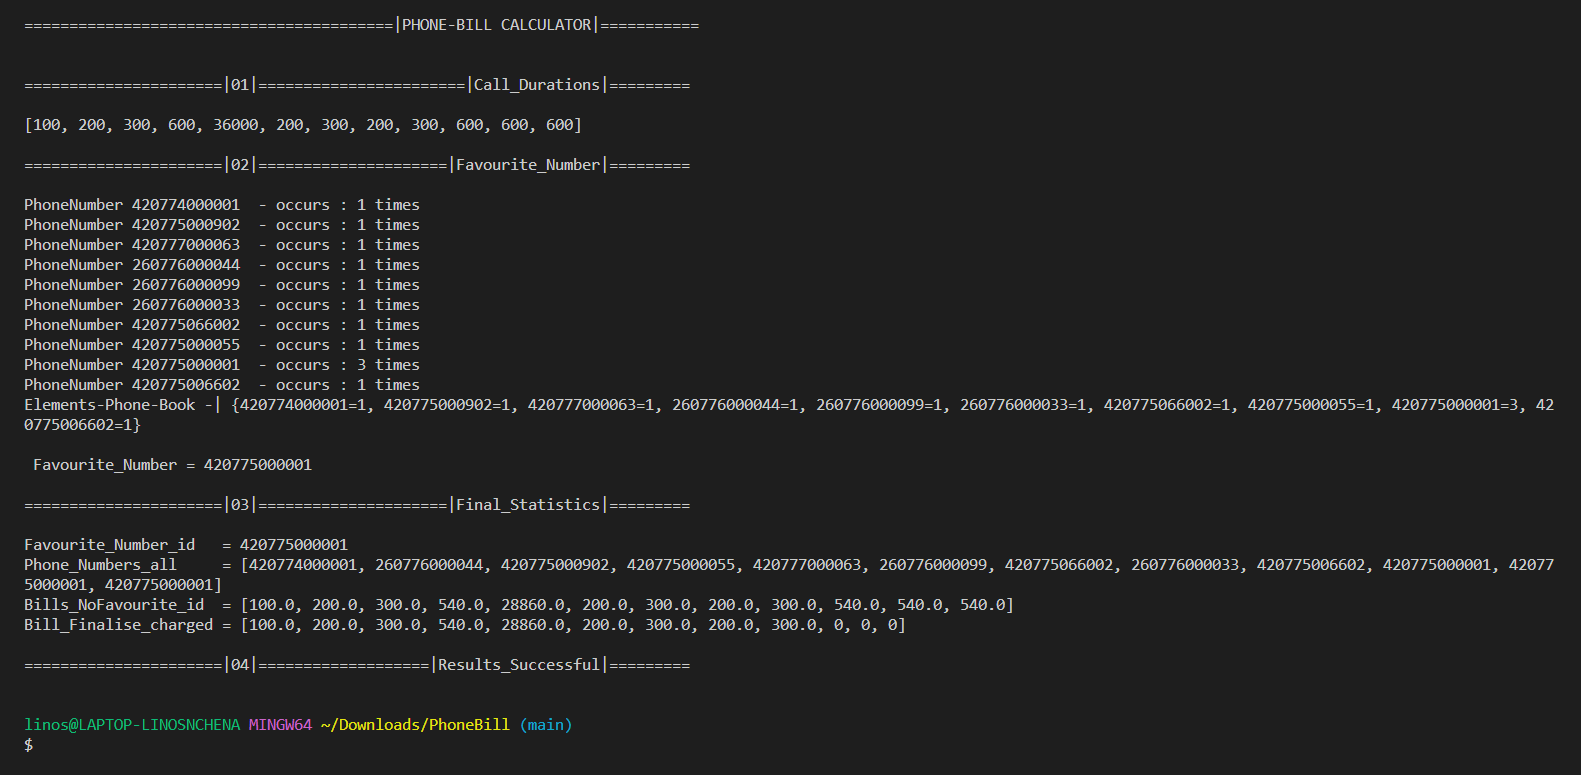 =========================================|PHONE-BILL CALCULATOR|===========
======================|01|=======================|Call_Durations|=========
[100, 200, 300, 600, 36000, 200, 300, 200, 300, 600, 600, 600]
======================|02|=====================|Favourite_Number|=========
PhoneNumber 420774000001  - occurs : 1 times
PhoneNumber 420775000902  - occurs : 1 times
PhoneNumber 420777000063  - occurs : 1 times
PhoneNumber 260776000044  - occurs : 1 times
PhoneNumber 260776000099  - occurs : 1 times
PhoneNumber 260776000033  - occurs : 1 times
PhoneNumber 420775066002  - occurs : 1 times
PhoneNumber 420775000055  - occurs : 1 times
PhoneNumber 420775000001  - occurs : 3 times
PhoneNumber 420775006602  - occurs : 1 times
Elements-Phone-Book -| {420774000001=1, 420775000902=1, 420777000063=1, 260776000044=1, 260776000099=1, 260776000033=1, 420775066002=1, 420775000055=1, 420775000001=3, 42
0775006602=1}
 Favourite_Number = 420775000001
======================|03|=====================|Final_Statistics|=========
Favourite_Number_id   = 420775000001
Phone_Numbers_all     = [420774000001, 260776000044, 420775000902, 420775000055, 420777000063, 260776000099, 420775066002, 260776000033, 420775006602, 420775000001, 42077
5000001, 420775000001]
Bills_NoFavourite_id  = [100.0, 200.0, 300.0, 540.0, 28860.0, 200.0, 300.0, 200.0, 300.0, 540.0, 540.0, 540.0]
Bill_Finalise_charged = [100.0, 200.0, 300.0, 540.0, 28860.0, 200.0, 300.0, 200.0, 300.0, 0, 0, 0]
======================|04|===================|Results_Successful|=========
linos@LAPTOP-LINOSNCHENA MINGW64 ~/Downloads/PhoneBill (main)
$